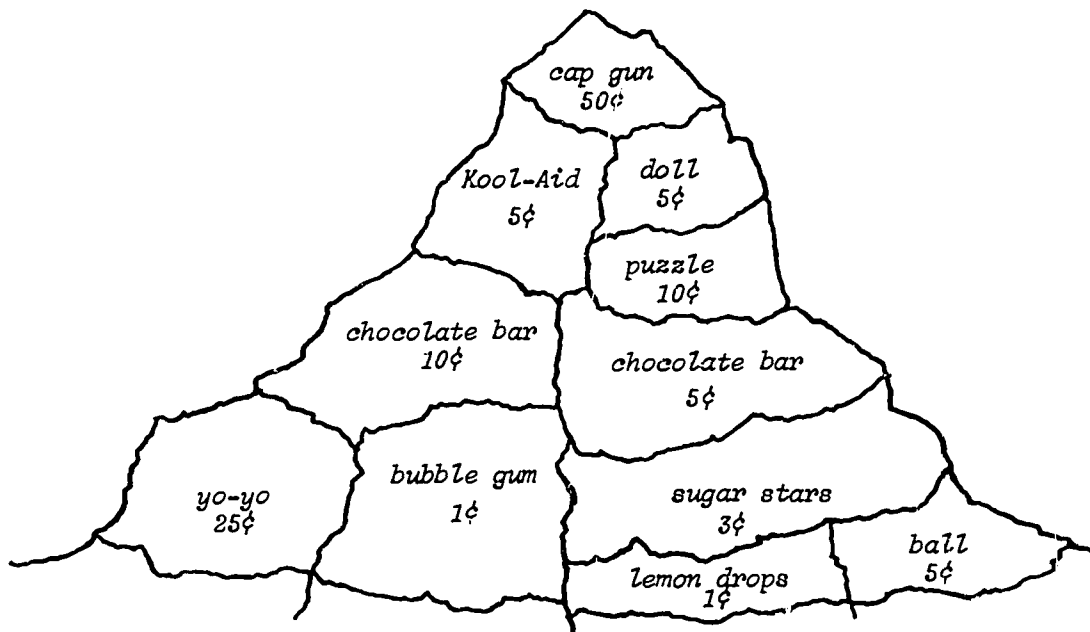 cap gun
50¢
Kool-Aid
5¢
doll
5¢
puzzle
10¢
chocolate bar
10¢
chocolate bar
5¢
yo-yo
25¢
bubble gum
1¢
sugar stars
3¢
lemon drops
1¢
ball
5¢